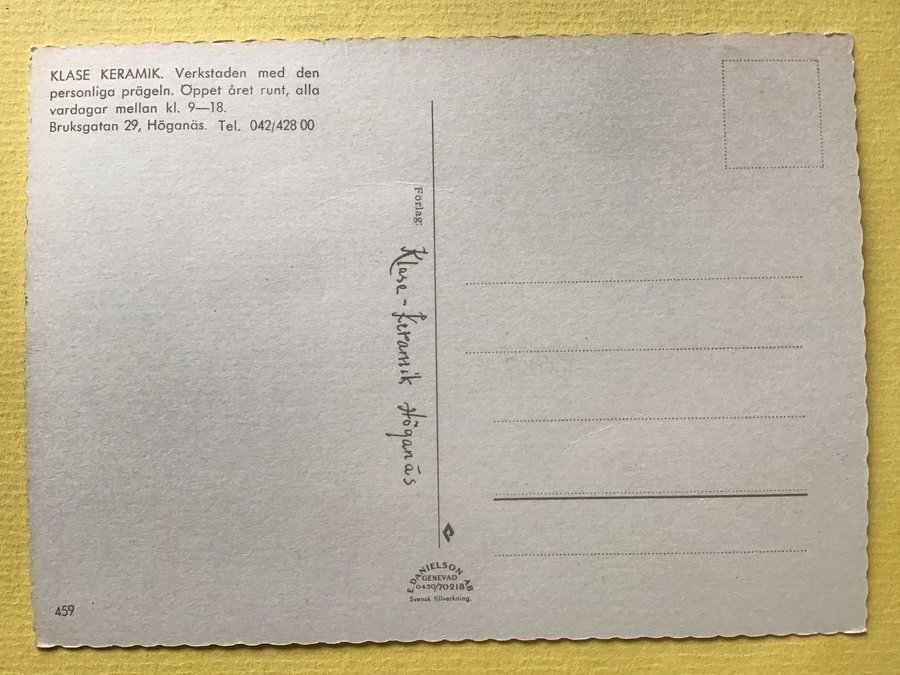 KLASE KERAMIK. Verkstaden med den
personliga prägeln. Öppet året runt, alla
vardagar mellan kl. 9—18.
Bruksgatan 29, Höganäs. Tel. 042/428 00
Förlag: Klase-Keramik Höganäs
E. DANIELSON AB
GENEVAD
0430/70218
Svensk tillverkning.
459